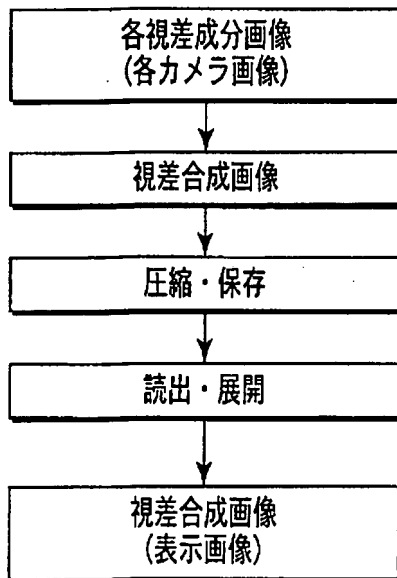 各視差成分画像
(各カメラ画像)
視差合成画像
圧縮・保存
読出・展開
視差合成画像
(表示画像)